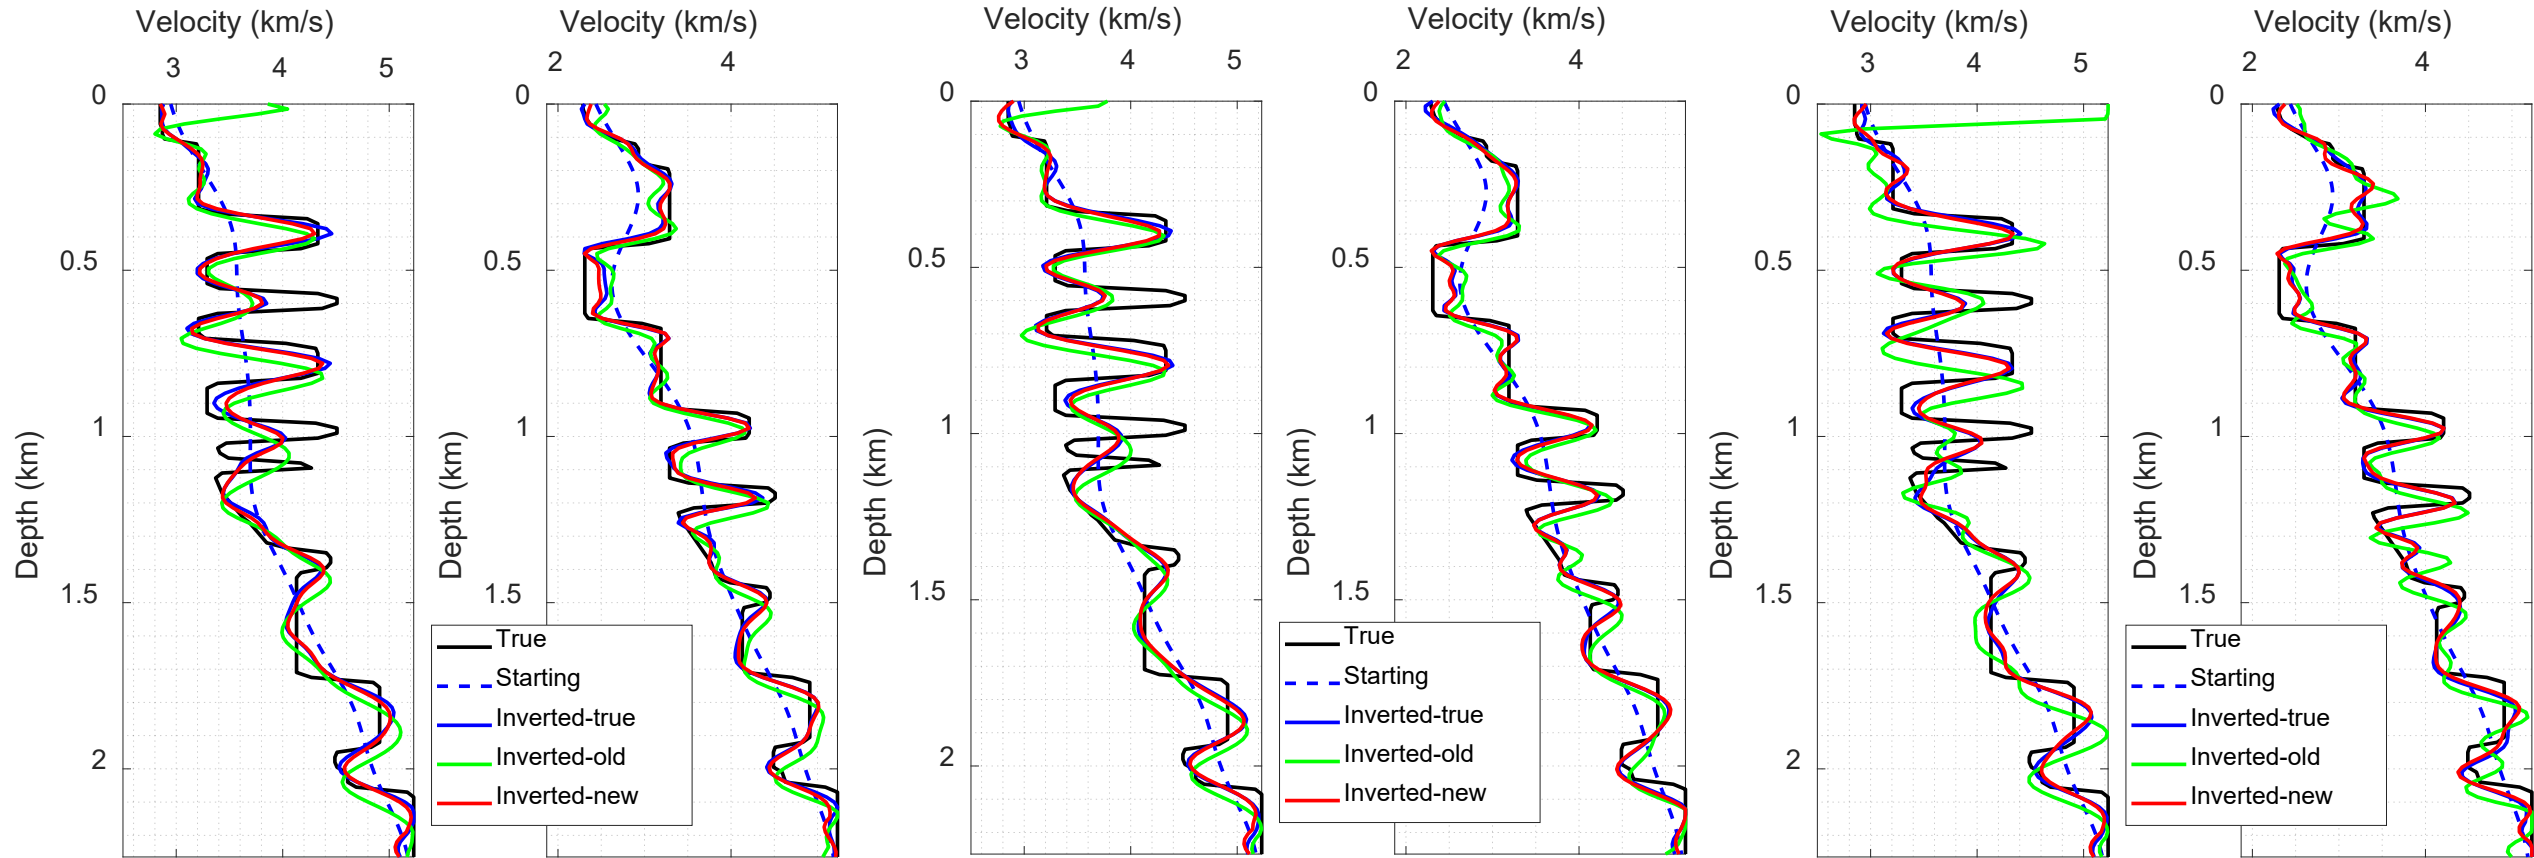 Velocity (km/s)
3 4 5
0
0.5
1
1.5
2
Depth (km)
Velocity (km/s)
2 4
0
0.5
1
1.5
Depth (km)
True
Starting
Inverted-true
Inverted-old
Inverted-new
Velocity (km/s)
3 4 5
0
0.5
1
1.5
2
Depth (km)
Velocity (km/s)
2 4
0
0.5
1
1.5
Depth (km)
True
Starting
Inverted-true
Inverted-old
Inverted-new
Velocity (km/s)
3 4 5
0
0.5
1
1.5
2
Depth (km)
Velocity (km/s)
2 4
0
0.5
1
1.5
Depth (km)
True
Starting
Inverted-true
Inverted-old
Inverted-new